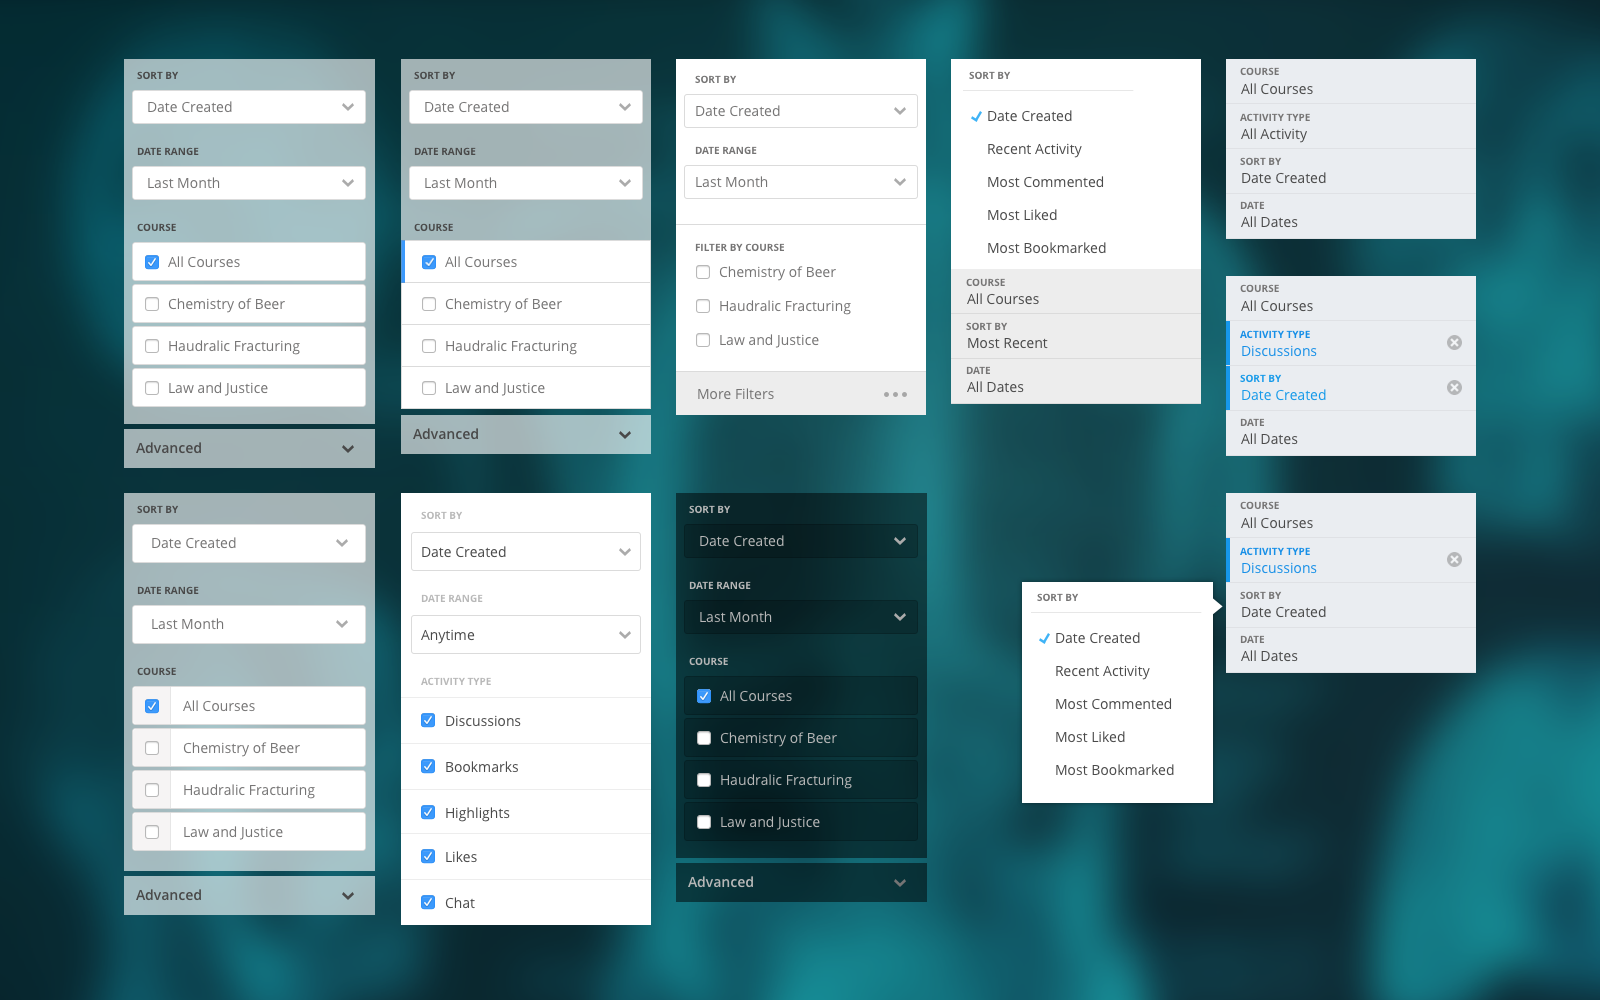 SORT BY
Date Created
DATE RANGE
Last Month
COURSE
All Courses
Chemistry of Beer
Haudralic Fracturing
Law and Justice
Advanced
SORT BY
Date Created
DATE RANGE
Last Month
COURSE
All Courses
Chemistry of Beer
Haudralic Fracturing
Law and Justice
Advanced
SORT BY
Date Created
DATE RANGE
Last Month
FILTER BY COURSE
Chemistry of Beer
Haudralic Fracturing
Law and Justice
More Filters
SORT BY
Date Created
Recent Activity
Most Commented
Most Liked
Most Bookmarked
COURSE
All Courses
SORT BY
Most Recent
DATE
All Dates
COURSE
All Courses
ACTIVITY TYPE
All Activity
SORT BY
Date Created
DATE
All Dates
COURSE
All Courses
ACTIVITY TYPE
Discussions
SORT BY
Date Created
DATE
All Dates
SORT BY
Date Created
DATE RANGE
Last Month
COURSE
All Courses
Chemistry of Beer
Haudralic Fracturing
Law and Justice
Advanced
SORT BY
Date Created
DATE RANGE
Anytime
ACTIVITY TYPE
Discussions
Bookmarks
Highlights
Likes
Chat
SORT BY
Date Created
DATE RANGE
Last Month
COURSE
All Courses
Chemistry of Beer
Haudralic Fracturing
Law and Justice
Advanced
SORT BY
Date Created
Recent Activity
Most Commented
Most Liked
Most Bookmarked
COURSE
All Courses
ACTIVITY TYPE
Discussions
SORT BY
Date Created
DATE
All Dates